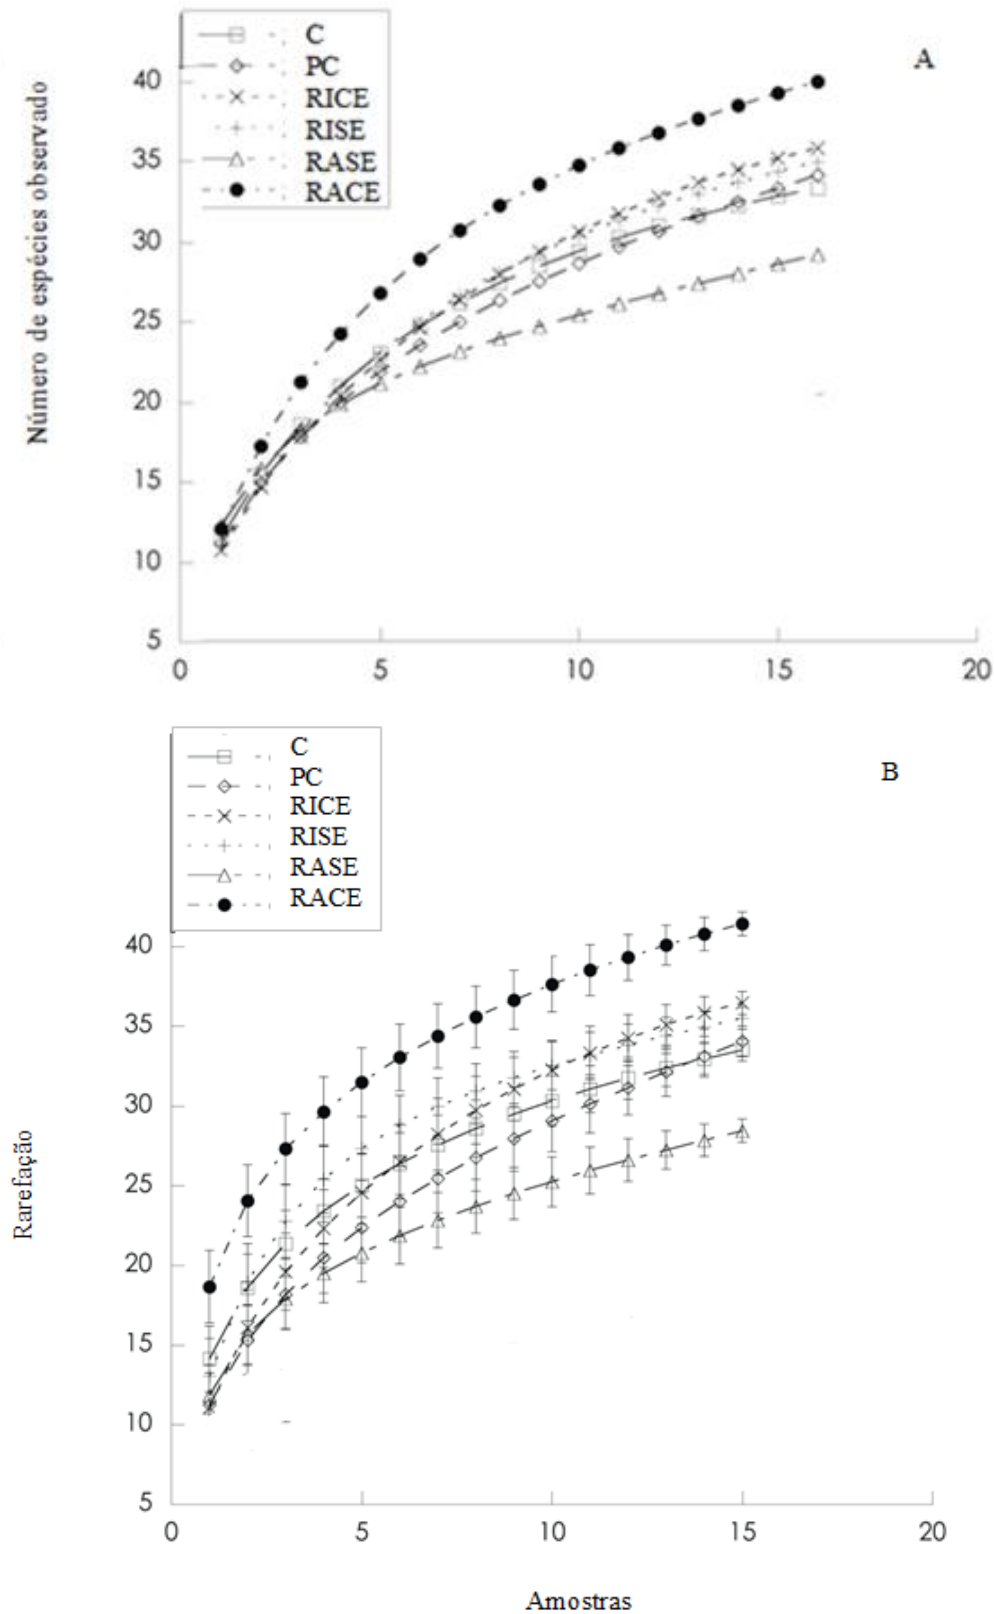 C
PC
RICE
RISE
RASE
RACE
A
Número de espécies observado
40
35
30
25
20
15
10
5
0 5 10 15 20
C
PC
RICE
RISE
RASE
RACE
B
Rarefação
40
35
30
25
20
15
10
5
0 5 10 15 20
Amostras